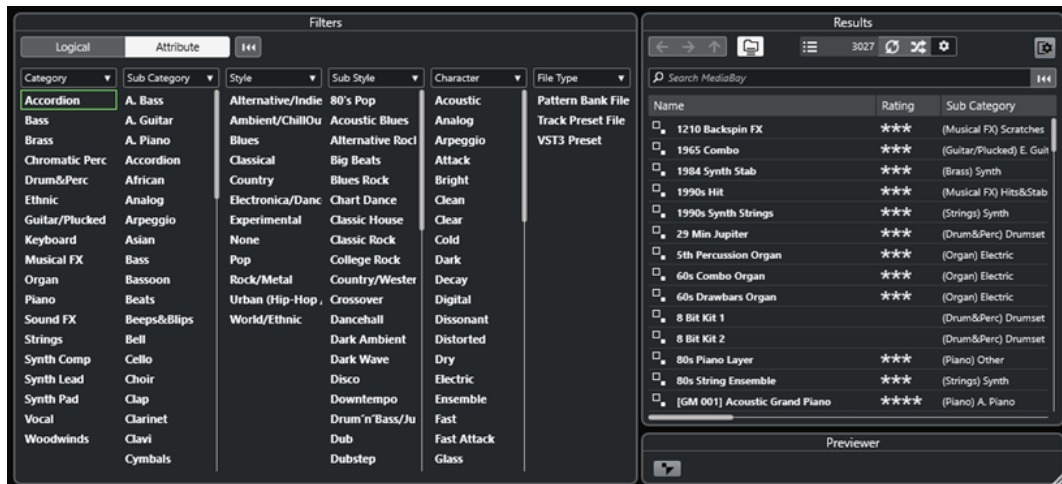 Filters
Logical
Attribute
Category
Sub Category
Style
Sub Style
Character
File Type
Accordion
Bass
Brass
Chromatic Perc
Drum&Perc
Ethnic
Guitar/Plucked
Keyboard
Musical FX
Organ
Piano
Sound FX
Strings
Synth Comp
Synth Lead
Synth Pad
Vocal
Woodwinds
A. Bass
A. Guitar
A. Piano
Accordion
African
Analog
Arpeggio
Asian
Bass
Bassoon
Beats
Beeps&Blips
Bell
Cello
Choir
Clap
Clarinet
Clavi
Cymbals
Alternative/Indie
Ambient/ChillOu
Blues
Classical
Country
Electronica/Danc
Experimental
None
Pop
Rock/Metal
Urban (Hip-Hop /
World/Ethnic
80's Pop
Acoustic Blues
Alternative Rocl
Big Beats
Blues Rock
Chart Dance
Classic House
Classic Rock
College Rock
Country/Wester
Crossover
Dancehall
Dark Ambient
Dark Wave
Disco
Downtempo
Drum´n´Bass/Ju
Dub
Dubstep
Acoustic
Analog
Arpeggio
Attack
Bright
Clean
Clear
Cold
Dark
Decay
Digital
Dissonant
Distorted
Dry
Electric
Ensemble
Fast
Fast Attack
Glass
Pattern Bank File
Track Preset File
VST3 Preset
Results
3027
Search MediaBay
Name Rating Sub Category
1210 Backspin FX *** (Musical FX) Scratches
1965 Combo *** (Guitar/Plucked) E. Guit
1984 Synth Stab *** (Brass) Synth
1990s Hit *** (Musical FX) Hits&Stab
1990s Synth Strings *** (Strings) Synth
29 Min Jupiter *** (Drum&Perc) Drumset
5th Percussion Organ *** (Organ) Electric
60s Combo Organ *** (Organ) Electric
60s Drawbars Organ *** (Organ) Electric
8 Bit Kit 1 (Drum&Perc) Drumset
8 Bit Kit 2 (Drum&Perc) Drumset
80s Piano Layer *** (Piano) Other
80s String Ensemble *** (Strings) Synth
[GM 001] Acoustic Grand Piano **** (Piano) A. Piano
Previewer